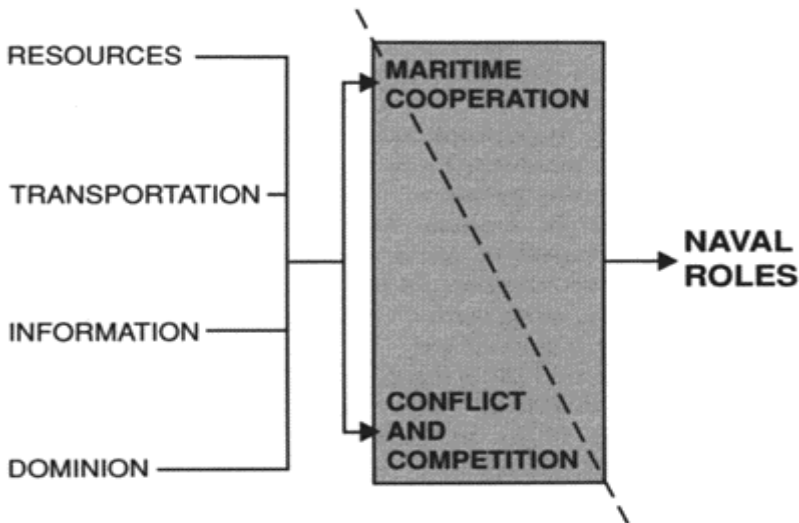 RESOURCES
TRANSPORTATION
INFORMATION
DOMINION
MARITIME
COOPERATION
CONFLICT
AND
COMPETITION
NAVAL
ROLES